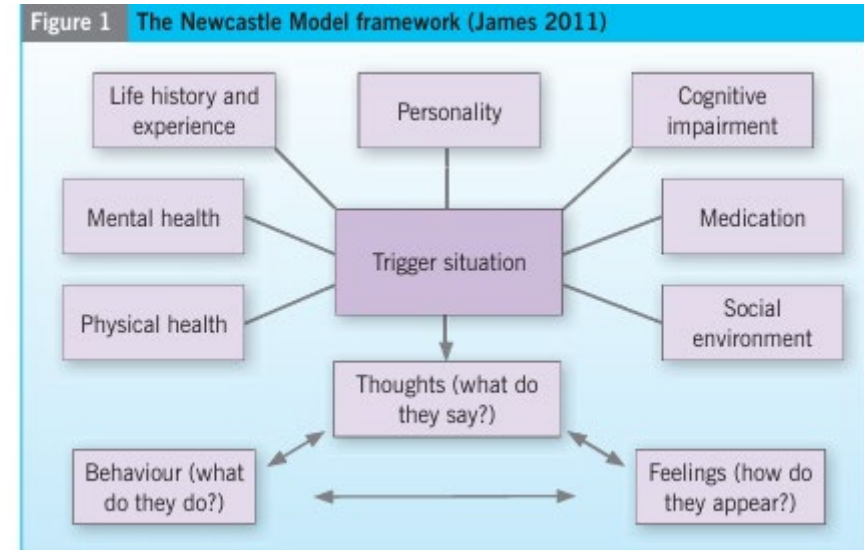 Figure 1 The Newcastle Model framework (James 2011)
Life history and
experience
Personality
Cognitive
impairment
Mental health
Trigger situation
Medication
Physical health
Social
environment
Thoughts (what do
they say?)
Behaviour (what
do they do?)
Feelings (how do
they appear?)